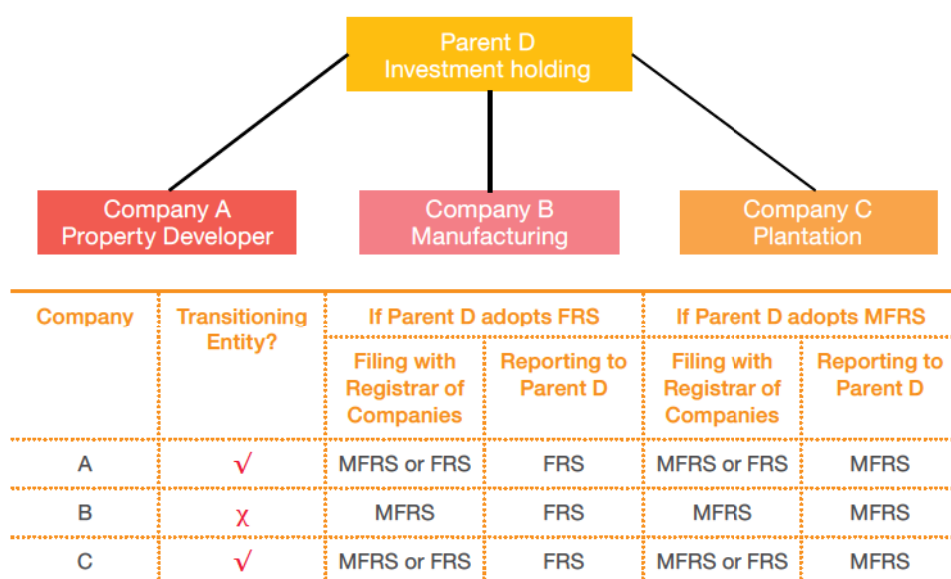 Parent D
Investment holding
Company A
Property Developer
Company B
Manufacturing
Company C
Plantation
Company Transitioning Entity? If Parent D adopts FRS If Parent D adopts MFRS
Filing with Registrar of Companies Reporting to Parent D Filing with Registrar of Companies Reporting to Parent D
A √ MFRS or FRS FRS MFRS or FRS MFRS
B χ MFRS FRS MFRS MFRS
C √ MFRS or FRS FRS MFRS or FRS MFRS